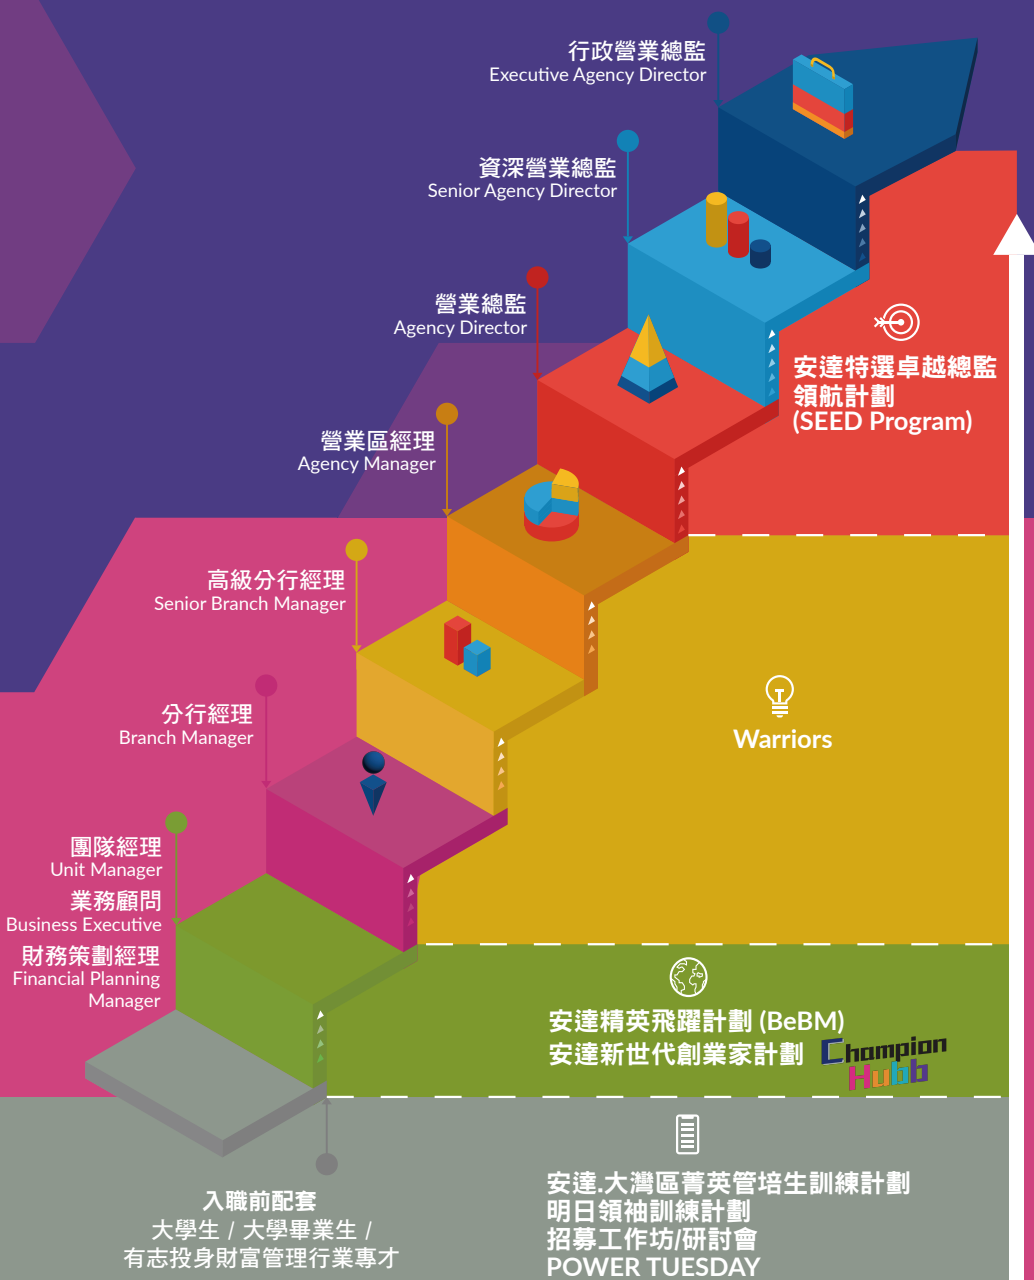 行政營業總監
Executive Agency Director
資深營業總監
Senior Agency Director
營業總監
Agency Director
安達特選卓越總監
領航計劃
(SEED Program)
營業區經理
Agency Manager
高級分行經理
Senior Branch Manager
分行經理
Branch Manager
Warriors
團隊經理
Unit Manager
業務顧問
Business Executive
財務策劃經理
Financial Planning
Manager
安達精英飛躍計劃 (BeBM)
安達新世代創業家計劃
Champion
Hubb
入職前配套
大學生 / 大學畢業生 /
有志投身財富管理行業專才
安達.大灣區菁英管培生訓練計劃
明日領袖訓練計劃
招募工作坊/研討會
POWER TUESDAY